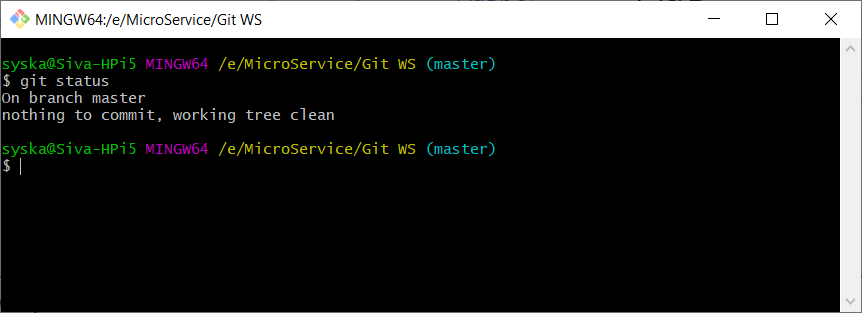 MINGW64:/e/MicroService/Git WS
syska@Siva-HPi5 MINGW64 /e/MicroService/Git WS (master)
$ git status
On branch master
nothing to commit, working tree clean
syska@Siva-HPi5 MINGW64 /e/MicroService/Git WS (master)
$